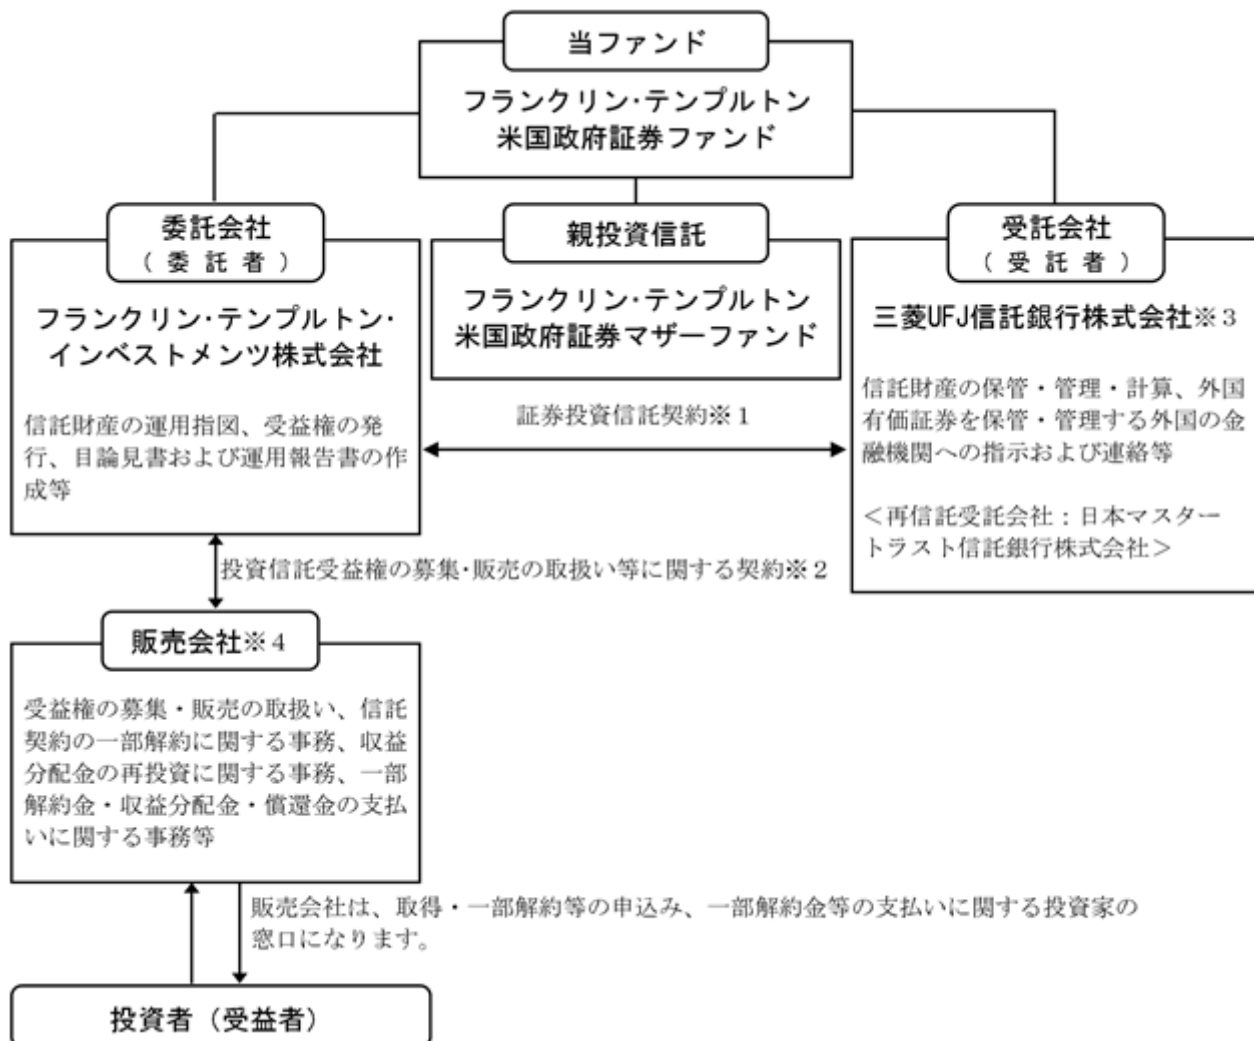 当ファンド
フランクリン･テンプルトン
米国政府証券ファンド
委託会社
（ 委 託 者 ）
フランクリン･テンプルトン･
インベストメンツ株式会社
信託財産の運用指図、受益権の発
行、目論見書および運用報告書の作
成等
親投資信託
フランクリン･テンプルトン
米国政府証券マザーファンド
証券投資信託契約※１
受託会社
（ 受 託 者 ）
三菱UFJ信託銀行株式会社※３
信託財産の保管・管理・計算、外国
有価証券を保管・管理する外国の金
融機関への指示および連絡等
＜再信託受託会社：日本マスター
トラスト信託銀行株式会社＞
投資信託受益権の募集･販売の取扱い等に関する契約※２
販売会社※４
受益権の募集・販売の取扱い、信託
契約の一部解約に関する事務、収益
分配金の再投資に関する事務、一部
解約金・収益分配金・償還金の支払
いに関する事務等
販売会社は、取得・一部解約等の申込み、一部解約金等の支払いに関する投資家の
窓口になります。
投資者（受益者）